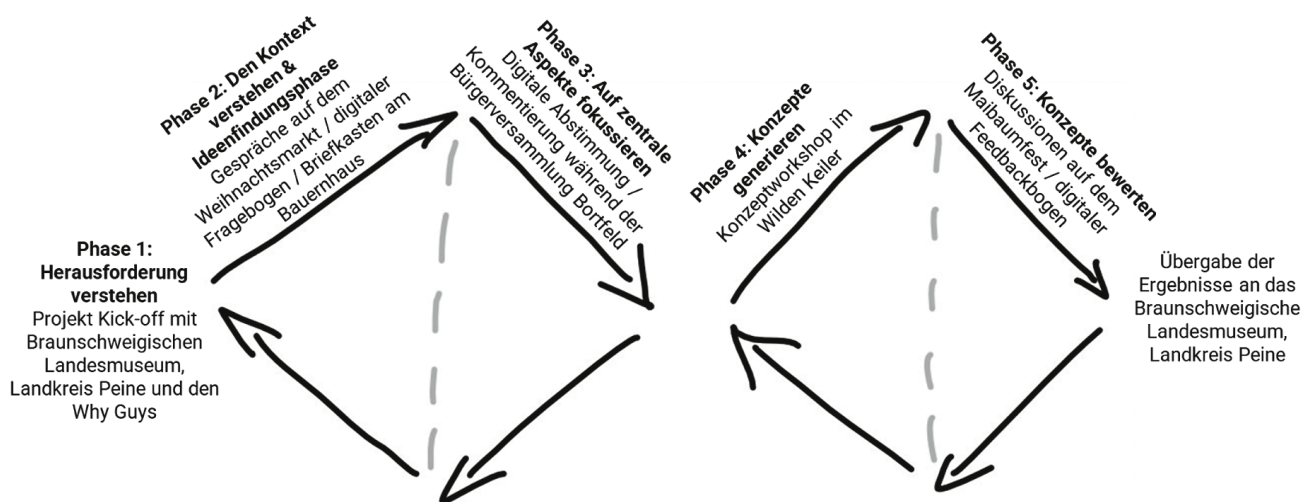 Phase 1:
Herausforderung
verstehen
Projekt Kick-off mit
Braunschweigischen
Landesmuseum,
Landkreis Peine und den
Why Guys
Phase 2: Den Kontext
verstehen &
Ideenfindungsphase
Gespräche auf dem
Weihnachtsmarkt / digitaler
Fragebogen / Briefkasten am
Bauernhaus
Phase 3: Auf zentrale
Aspekte fokussieren
Digitale Abstimmung /
Kommentierung während der
Bürgerversammlung Bortfeld
Phase 4: Konzepte
generieren
Konzeptworkshop im
Wilden Keiler
Phase 5: Konzepte bewerten
Diskussionen auf dem
Maibaumfest / digitaler
Feedbackbogen
Übergabe der
Ergebnisse an das
Braunschweigische
Landesmuseum,
Landkreis Peine